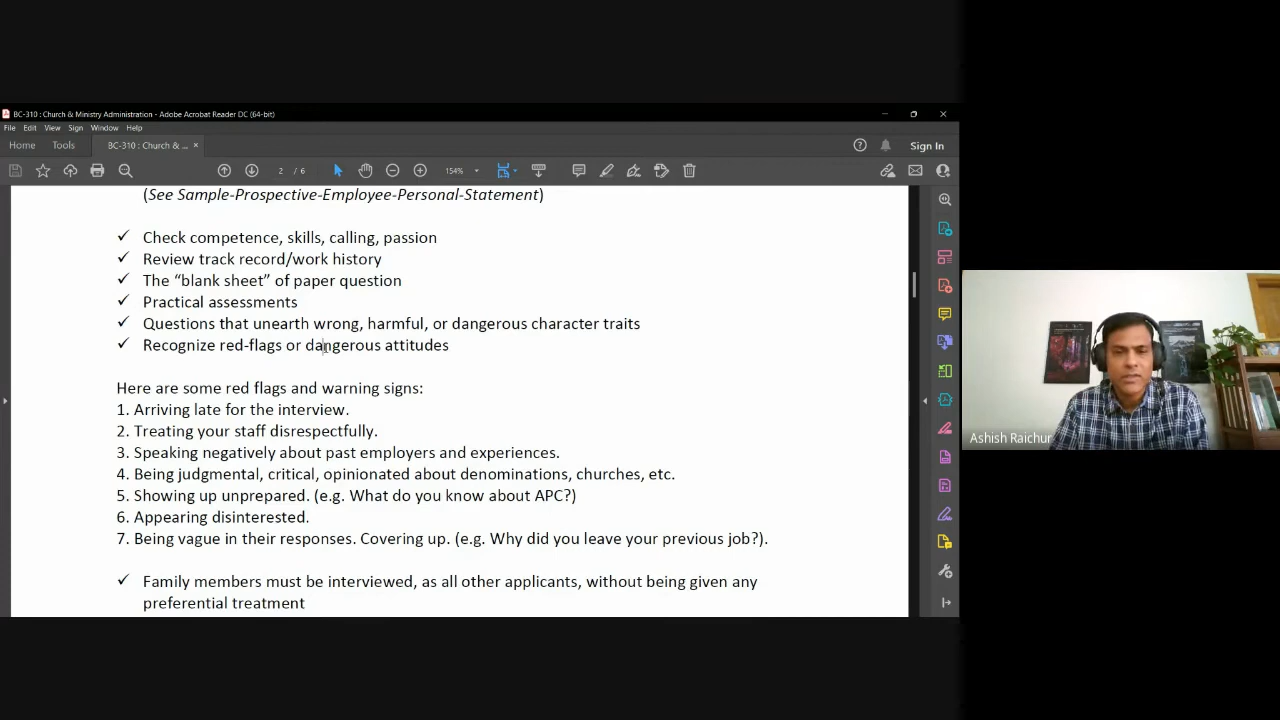 BC-310 : Church & Ministry Administration - Adobe Acrobat Reader DC (64-bit)
File Edit View Sign Window Help
Home Tools BC-310 : Church & ... × Sign In
2 / 6 154%
(See Sample-Prospective-Employee-Personal-Statement)
✓ Check competence, skills, calling, passion
✓ Review track record/work history
✓ The “blank sheet” of paper question
✓ Practical assessments
✓ Questions that unearth wrong, harmful, or dangerous character traits
✓ Recognize red-flags or dangerous attitudes
Here are some red flags and warning signs:
1. Arriving late for the interview.
2. Treating your staff disrespectfully.
3. Speaking negatively about past employers and experiences.
4. Being judgmental, critical, opinionated about denominations, churches, etc.
5. Showing up unprepared. (e.g. What do you know about APC?)
6. Appearing disinterested.
7. Being vague in their responses. Covering up. (e.g. Why did you leave your previous job?).
✓ Family members must be interviewed, as all other applicants, without being given any
preferential treatment
Ashish Raichur